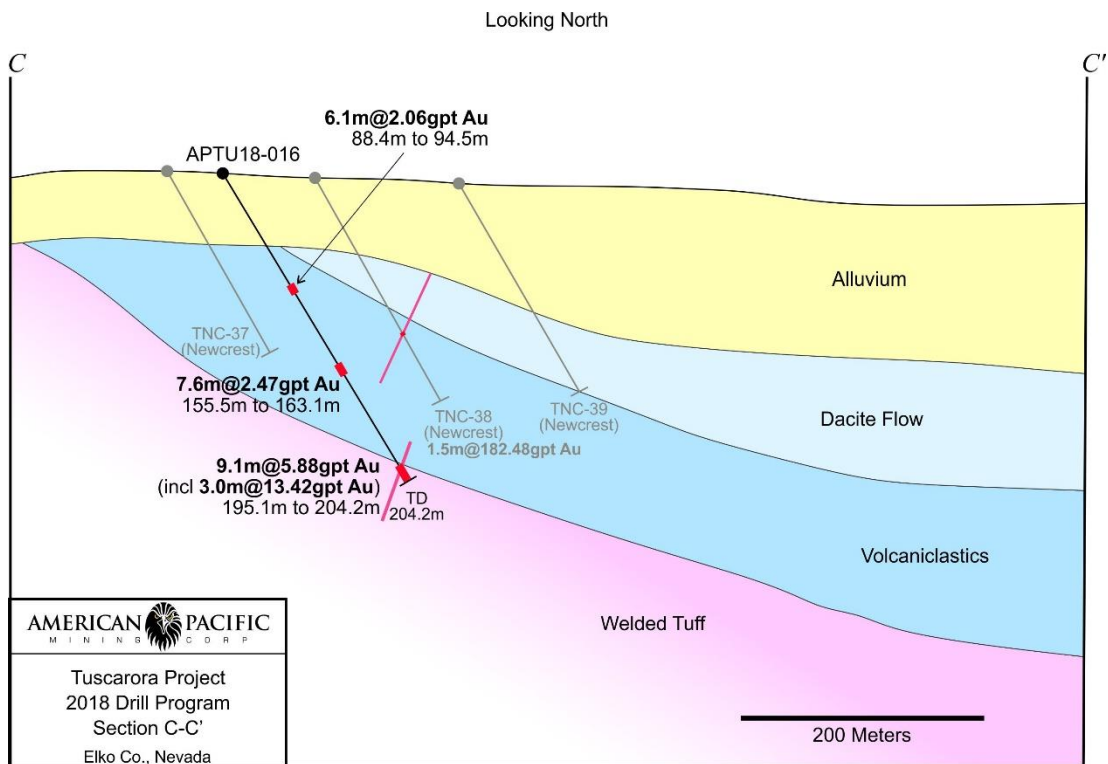 Looking North
C
C'
6.1m@2.06gpt Au
88.4m to 94.5m
APTU18-016
Alluvium
TNC-37
(Newcrest)
7.6m@2.47gpt Au
155.5m to 163.1m
TNC-38
(Newcrest)
1.5m@182.48gpt Au
TNC-39
(Newcrest)
Dacite Flow
9.1m@5.88gpt Au
(incl 3.0m@13.42gpt Au)
195.1m to 204.2m
TD
204.2m
Volcaniclastics
Welded Tuff
AMERICAN PACIFIC
MINING CORP
Tuscarora Project
2018 Drill Program
Section C-C'
Elko Co., Nevada
200 Meters